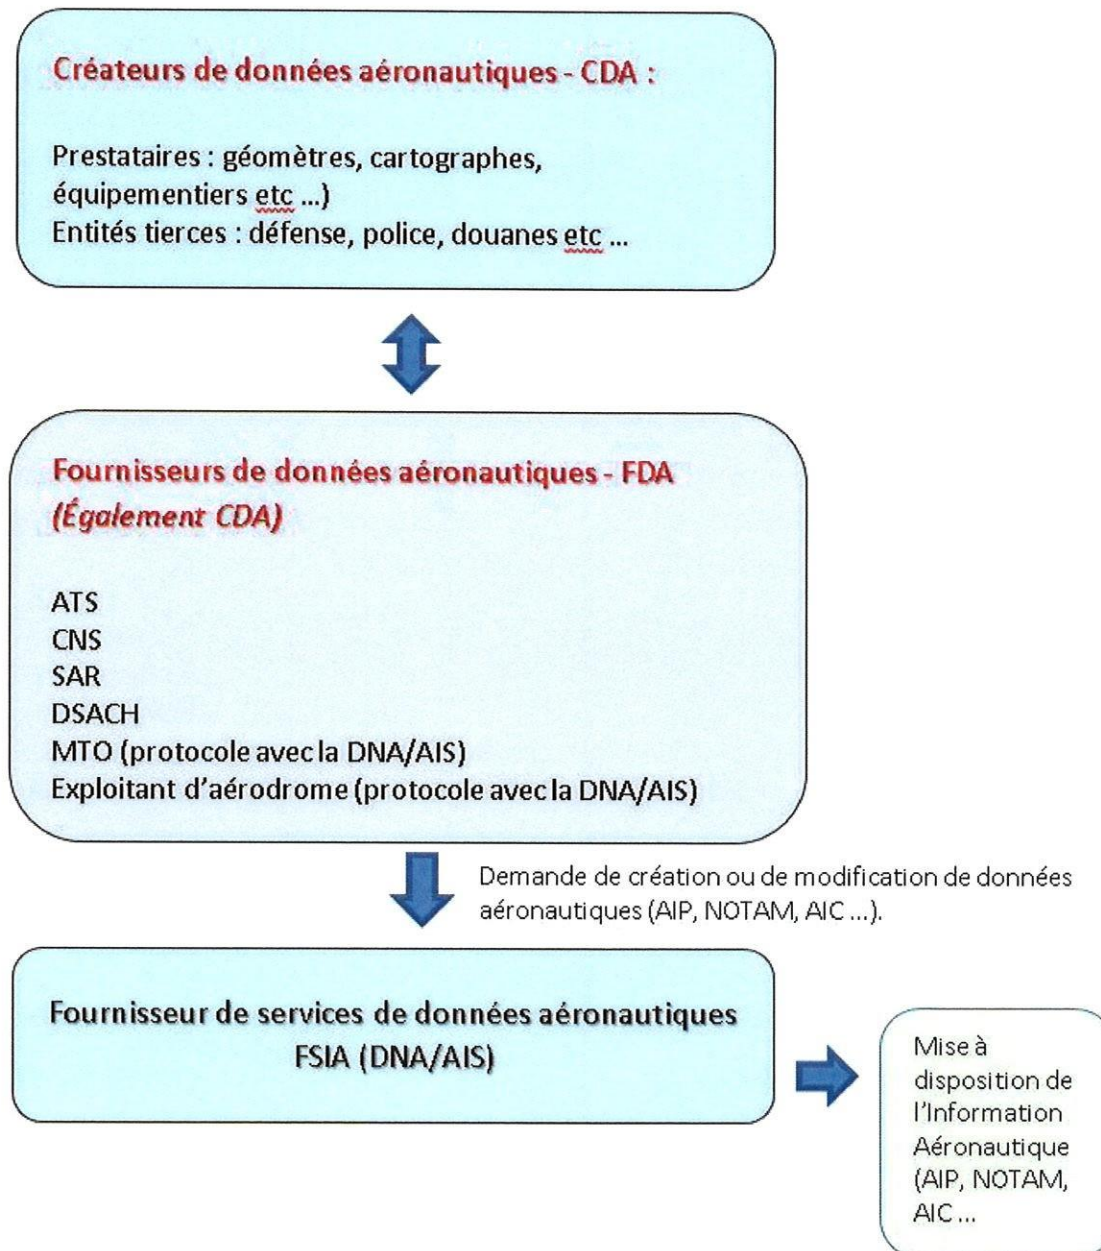 Créateurs de données aéronautiques - CDA :
Prestataires : géomètres, cartographes,
équipementiers etc ...)
Entités tierces : défense, police, douanes etc ...
Fournisseurs de données aéronautiques - FDA
(Également CDA)
ATS
CNS
SAR
DSACH
MTO (protocole avec la DNA/AIS)
Exploitant d'aérodrome (protocole avec la DNA/AIS)
Demande de création ou de modification de données
aéronautiques (AIP, NOTAM, AIC ...).
Fournisseur de services de données aéronautiques
FSIA (DNA/AIS)
Mise à
disposition de
l'Information
Aéronautique
(AIP, NOTAM,
AIC ...